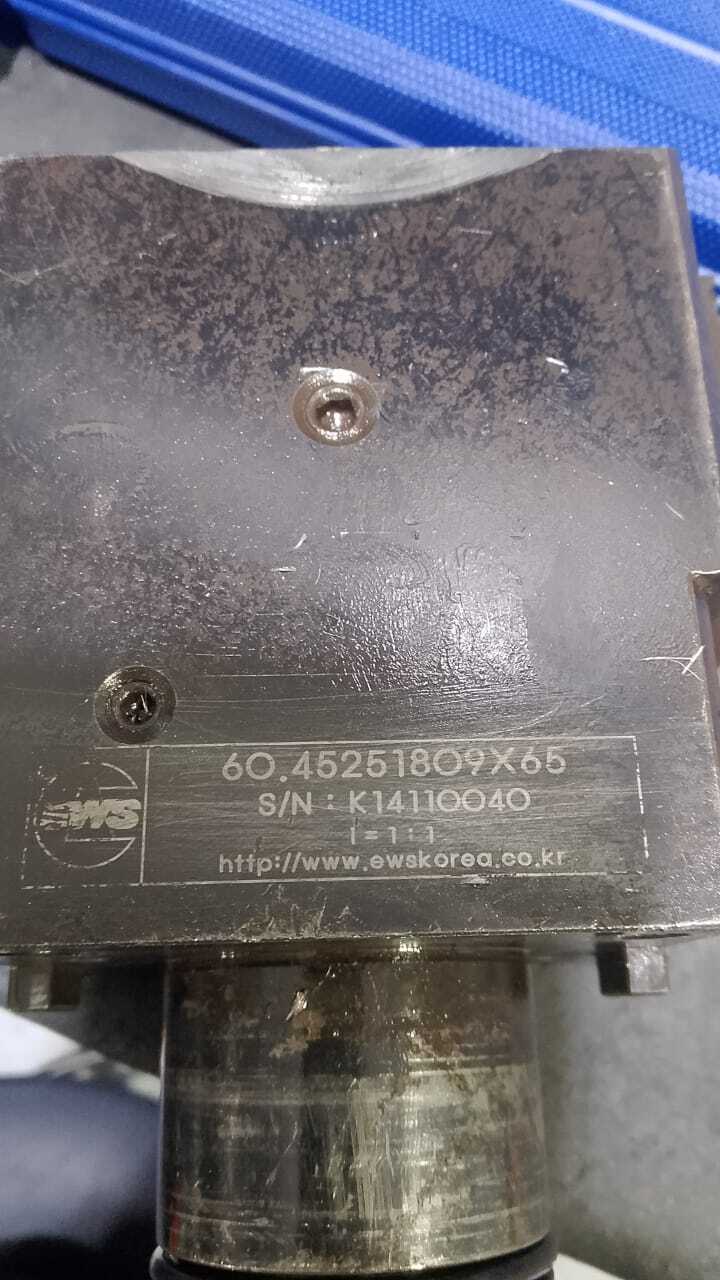 EWS
60.45251809X65
S/N : K14110040
i = 1 : 1
http://www.ewskorea.co.kr